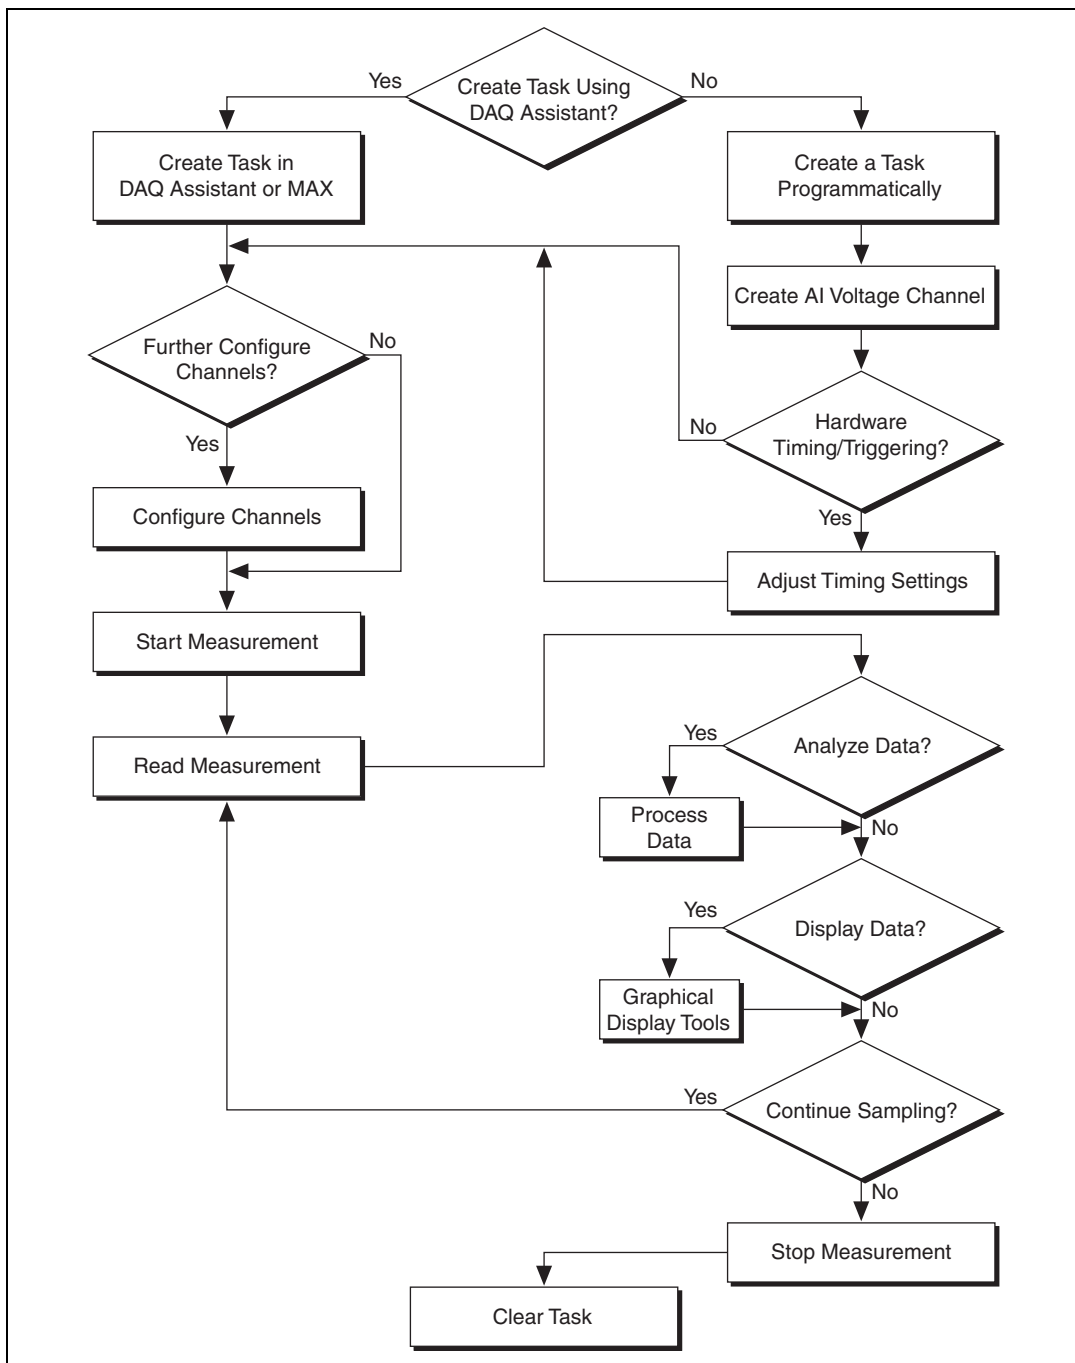 Create Task Using
DAQ Assistant?
Yes
No
Create Task in
DAQ Assistant or MAX
Create a Task
Programmatically
Create AI Voltage Channel
Further Configure
Channels?
No
Yes
Hardware
Timing/Triggering?
No
Yes
Configure Channels
Adjust Timing Settings
Start Measurement
Read Measurement
Analyze Data?
Yes
No
Process
Data
Display Data?
Yes
No
Graphical
Display Tools
Continue Sampling?
Yes
No
Stop Measurement
Clear Task